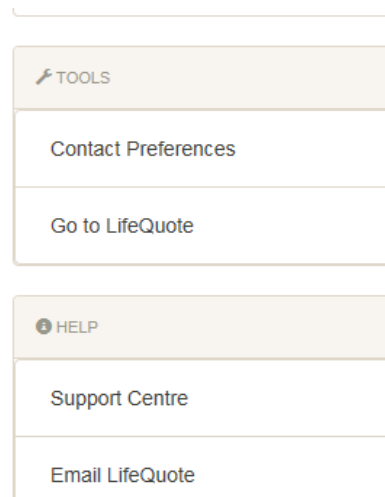 TOOLS
Contact Preferences
Go to LifeQuote
HELP
Support Centre
Email LifeQuote